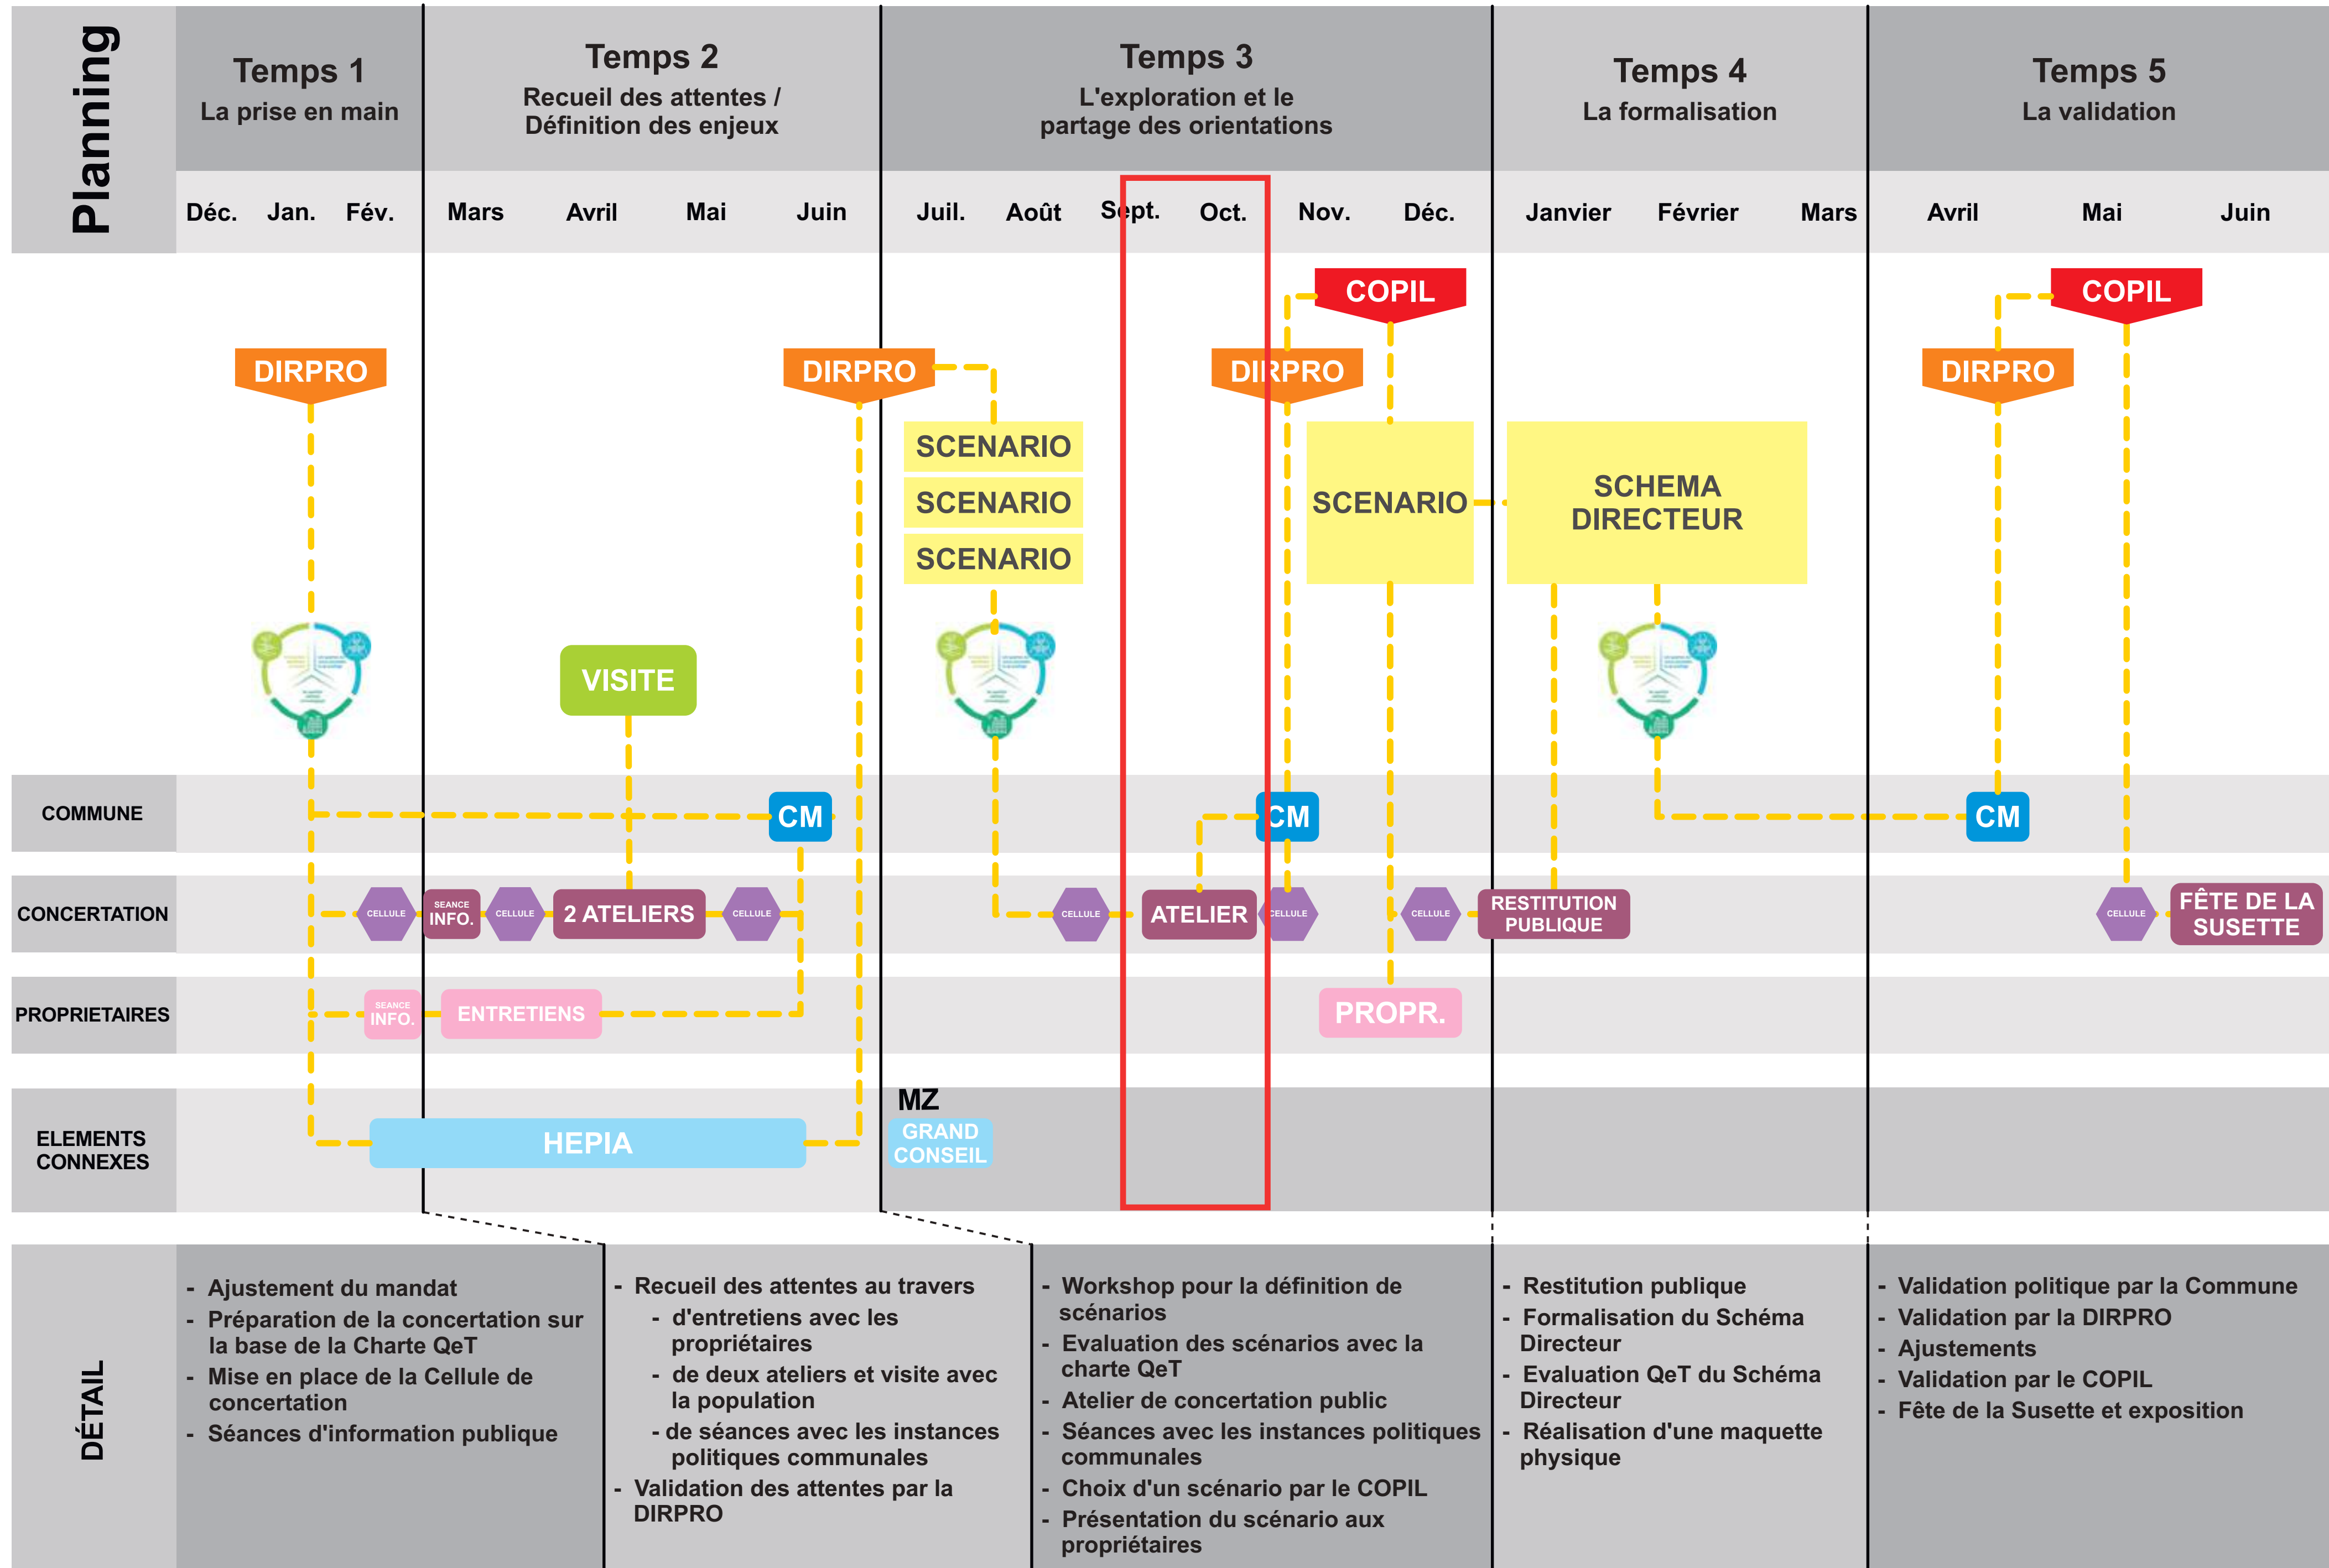 Planning
Temps 1
La prise en main
Temps 2
Recueil des attentes /
Définition des enjeux
Temps 3
L'exploration et le
partage des orientations
Temps 4
La formalisation
Temps 5
La validation
Déc. Jan. Fév. Mars Avril Mai Juin Juil. Août Sept. Oct. Nov. Déc. Janvier Février Mars Avril Mai Juin
COPIL COPIL
DIRPRO DIRPRO DIRPRO DIRPRO
SCENARIO
SCENARIO
SCENARIO
SCENARIO
SCHEMA
DIRECTEUR
VISITE
COMMUNE
CM CM CM
CONCERTATION
CELLULE
SEANCE
INFO.
CELLULE
2 ATELIERS
CELLULE
CELLULE
ATELIER
CELLULE
CELLULE
RESTITUTION
PUBLIQUE
CELLULE
FÊTE DE LA
SUSETTE
PROPRIETAIRES
SEANCE
INFO.
ENTRETIENS
PROPR.
ELEMENTS
CONNEXES
HEPIA
MZ
GRAND
CONSEIL
DÉTAIL
- Ajustement du mandat
- Préparation de la concertation sur
la base de la Charte QeT
- Mise en place de la Cellule de
concertation
- Séances d'information publique
- Recueil des attentes au travers
- d'entretiens avec les
propriétaires
- de deux ateliers et visite avec
la population
- de séances avec les instances
politiques communales
- Validation des attentes par la
DIRPRO
- Workshop pour la définition de
scénarios
- Evaluation des scénarios avec la
charte QeT
- Atelier de concertation public
- Séances avec les instances politiques
communales
- Choix d'un scénario par le COPIL
- Présentation du scénario aux
propriétaires
- Restitution publique
- Formalisation du Schéma
Directeur
- Evaluation QeT du Schéma
Directeur
- Réalisation d'une maquette
physique
- Validation politique par la Commune
- Validation par la DIRPRO
- Ajustements
- Validation par le COPIL
- Fête de la Susette et exposition